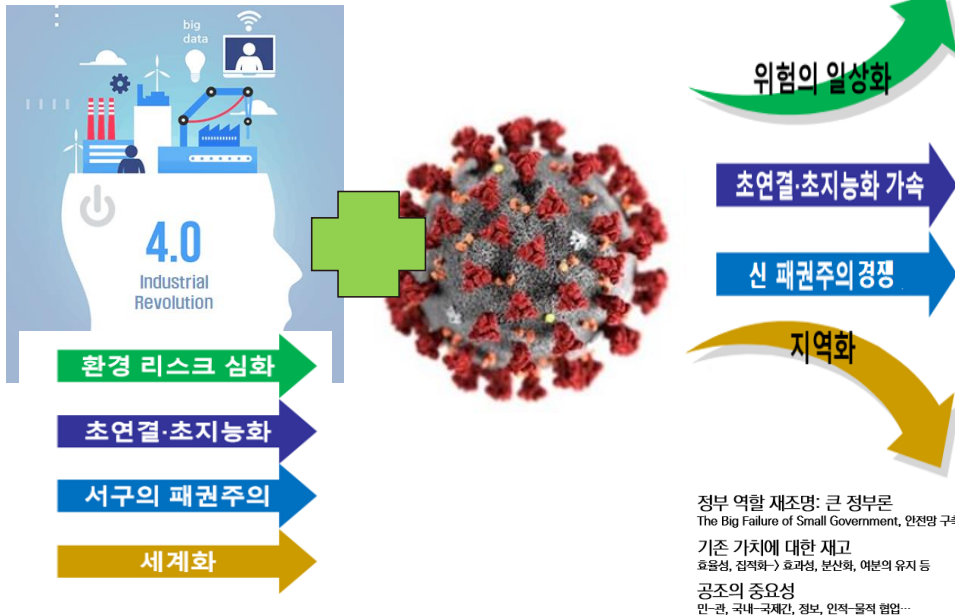 big
data
4.0
Industrial
Revolution
환경 리스크 심화
초연결·초지능화
서구의 패권주의
세계화
위험의 일상화
초연결·초지능화 가속
신 패권주의 경쟁
지역화
정부 역할 재조명: 큰 정부론
The Big Failure of Small Government, 안전망 구축
기존 가치에 대한 재고
효율성, 집적화-> 효과성, 분산화, 여분의 유지 등
공조의 중요성
민-관, 국내-국제간, 정보, 인적-물적 협업…